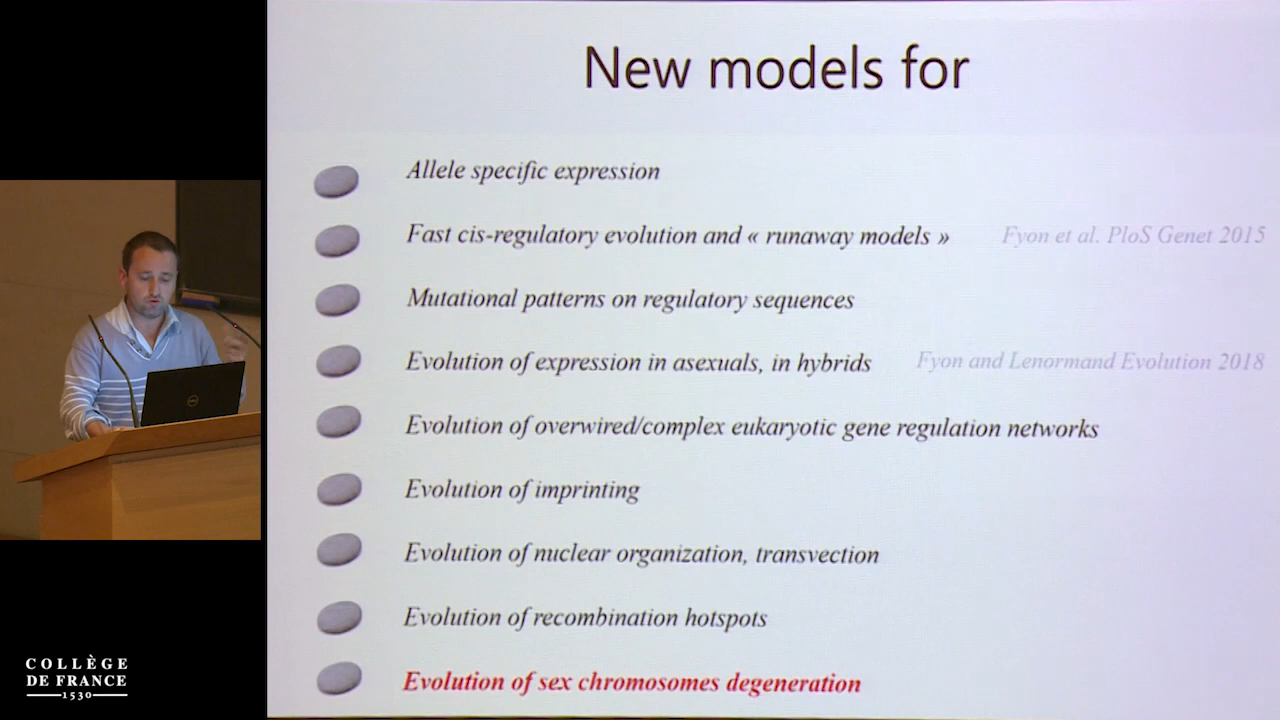 New models for
Allele specific expression
Fast cis-regulatory evolution and « runaway models » Fyon et al. PloS Genet 2015
Mutational patterns on regulatory sequences
Evolution of expression in asexuals, in hybrids Fyon and Lenormand Evolution 2018
Evolution of overwired/complex eukaryotic gene regulation networks
Evolution of imprinting
Evolution of nuclear organization, transvection
Evolution of recombination hotspots
Evolution of sex chromosomes degeneration
COLLÈGE
DE FRANCE
1530
DELL